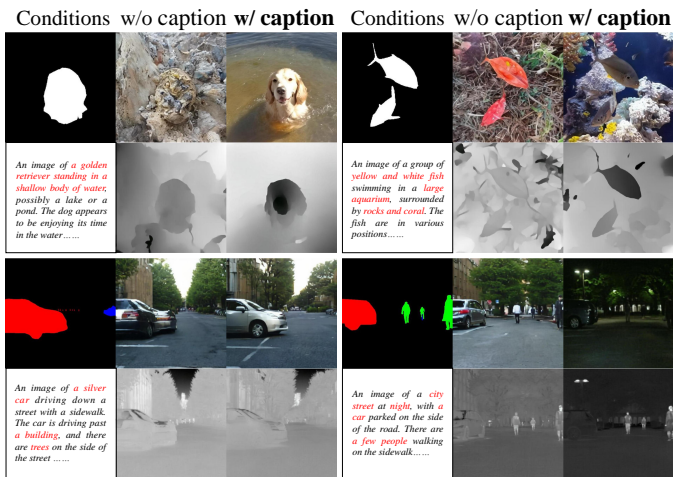 Conditions w/o caption w/ caption
Conditions w/o caption w/ caption
An image of a golden
retriever standing in a
shallow body of water,
possibly a lake or a
pond. The dog appears
to be enjoying its time
in the water……
An image of a group of
yellow and white fish
swimming in a large
aquarium, surrounded
by rocks and coral. The
fish are in various
positions……
An image of a silver
car driving down a
street with a sidewalk.
The car is driving past
a building, and there
are trees on the side of
the street ……
An image of a city
street at night, with a
car parked on the side
of the road. There are
a few people walking
on the sidewalk……